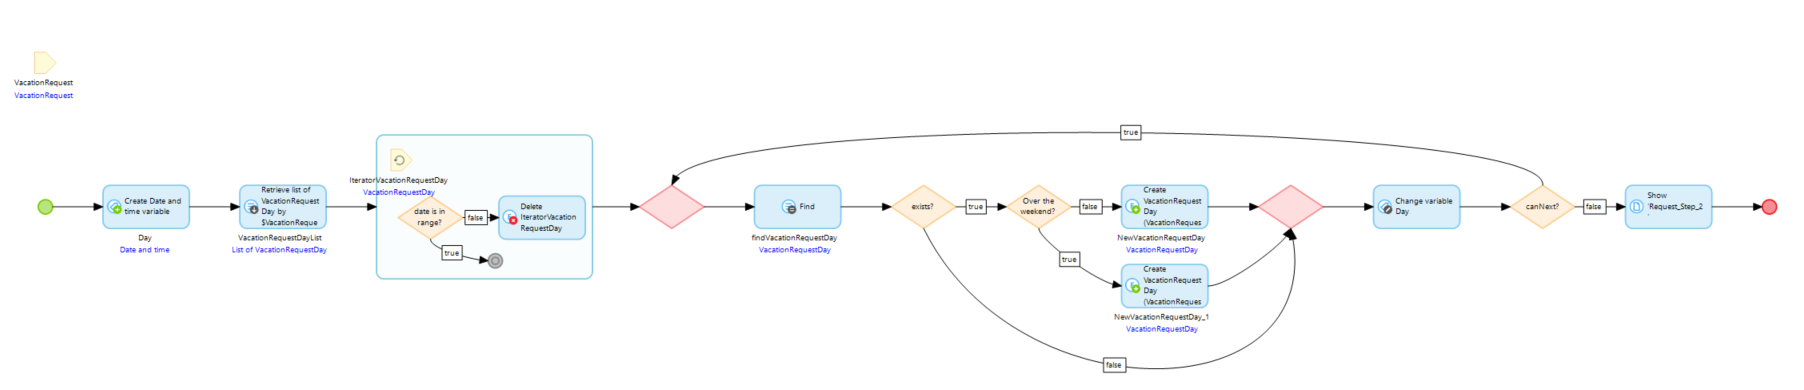 VacationRequest
VacationRequest
Create Date and
time variable
Day
Date and time
Retrieve list of
VacationRequest
Day by
$VacationReque
VacationRequestDayList
List of VacationRequestDay
IteratorVacationRequestDay
VacationRequestDay
date is in
range?
false
true
Delete
IteratorVacation
RequestDay
Find
findVacationRequestDay
VacationRequestDay
exists?
true
false
Over the
weekend?
false
true
Create
VacationRequest
Day
(VacationReques
NewVacationRequestDay
VacationRequestDay
Create
VacationRequest
Day
(VacationReques
NewVacationRequestDay_1
VacationRequestDay
Change variable
Day
canNext?
true
false
Show
'Request_Step_2
'